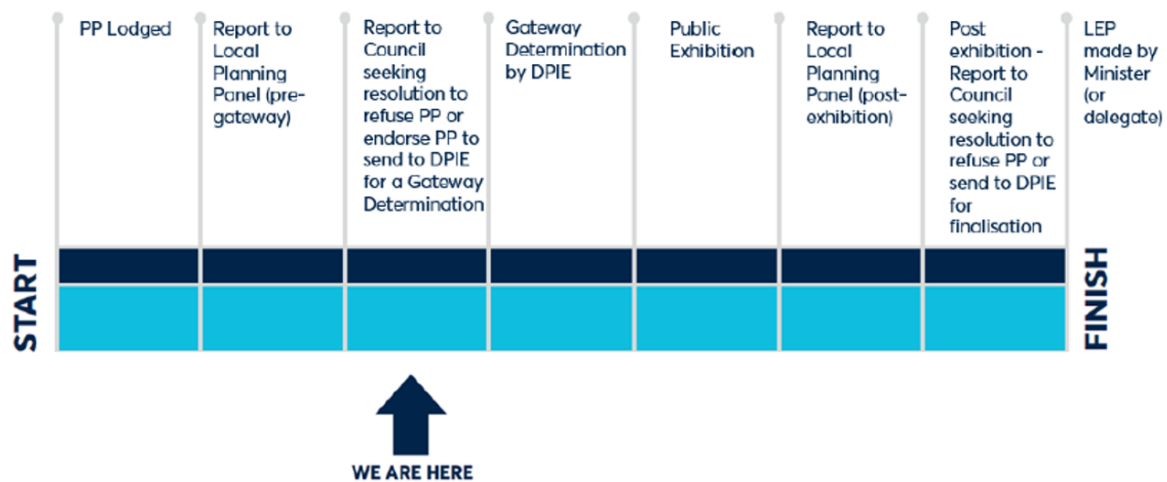 PP Lodged
Report to
Local
Planning
Panel (pre-
gateway)
Report to
Council
seeking
resolution to
refuse PP or
endorse PP to
send to DPIE
for a Gateway
Determination
Gateway
Determination
by DPIE
Public
Exhibition
Report to
Local
Planning
Panel (post-
exhibition)
Post
exhibition -
Report to
Council
seeking
resolution to
refuse PP or
send to DPIE
for
finalisation
LEP
made by
Minister
(or
delegate)
START
FINISH
WE ARE HERE